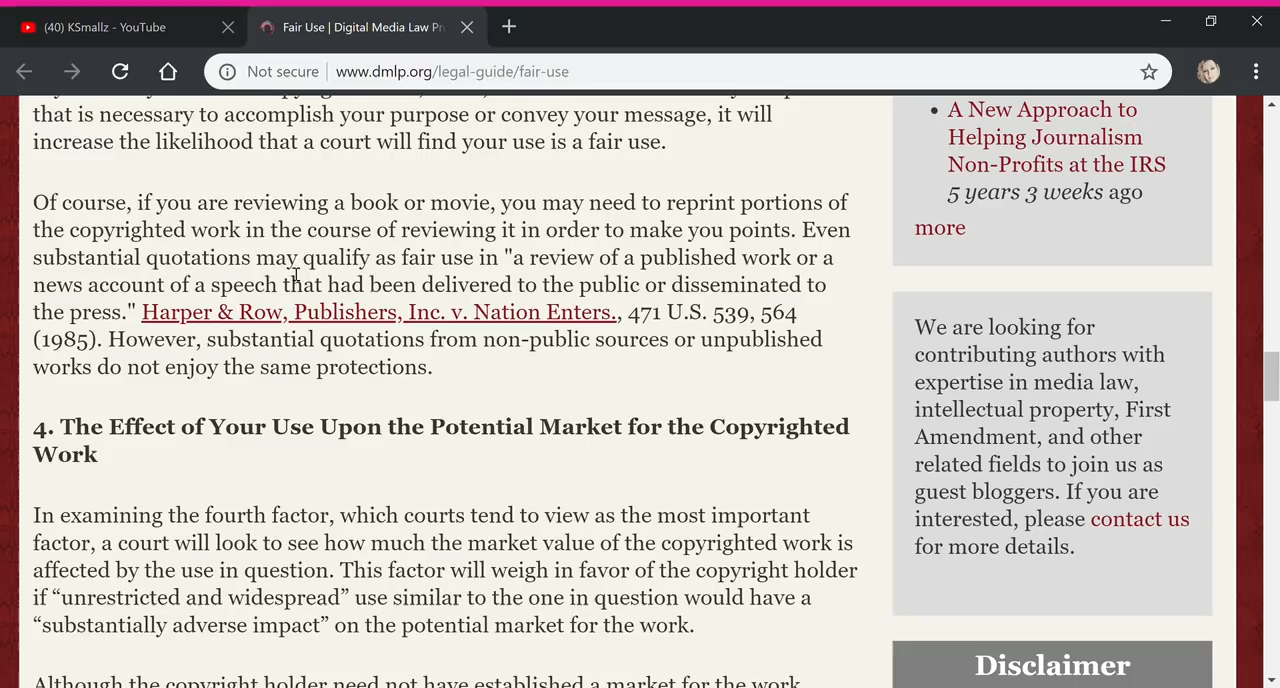 (40) KSmallz - YouTube
Fair Use | Digital Media Law Pr
Not secure
www.dmlp.org/legal-guide/fair-use
that is necessary to accomplish your purpose or convey your message, it will
increase the likelihood that a court will find your use is a fair use.
Of course, if you are reviewing a book or movie, you may need to reprint portions of
the copyrighted work in the course of reviewing it in order to make you points. Even
substantial quotations may qualify as fair use in "a review of a published work or a
news account of a speech that had been delivered to the public or disseminated to
the press." Harper & Row, Publishers, Inc. v. Nation Enters., 471 U.S. 539, 564
(1985). However, substantial quotations from non-public sources or unpublished
works do not enjoy the same protections.
4. The Effect of Your Use Upon the Potential Market for the Copyrighted
Work
In examining the fourth factor, which courts tend to view as the most important
factor, a court will look to see how much the market value of the copyrighted work is
affected by the use in question. This factor will weigh in favor of the copyright holder
if “unrestricted and widespread” use similar to the one in question would have a
“substantially adverse impact” on the potential market for the work.
Although the copyright holder need not have established a market for the work
A New Approach to
Helping Journalism
Non-Profits at the IRS
5 years 3 weeks ago
more
We are looking for
contributing authors with
expertise in media law,
intellectual property, First
Amendment, and other
related fields to join us as
guest bloggers. If you are
interested, please contact us
for more details.
Disclaimer